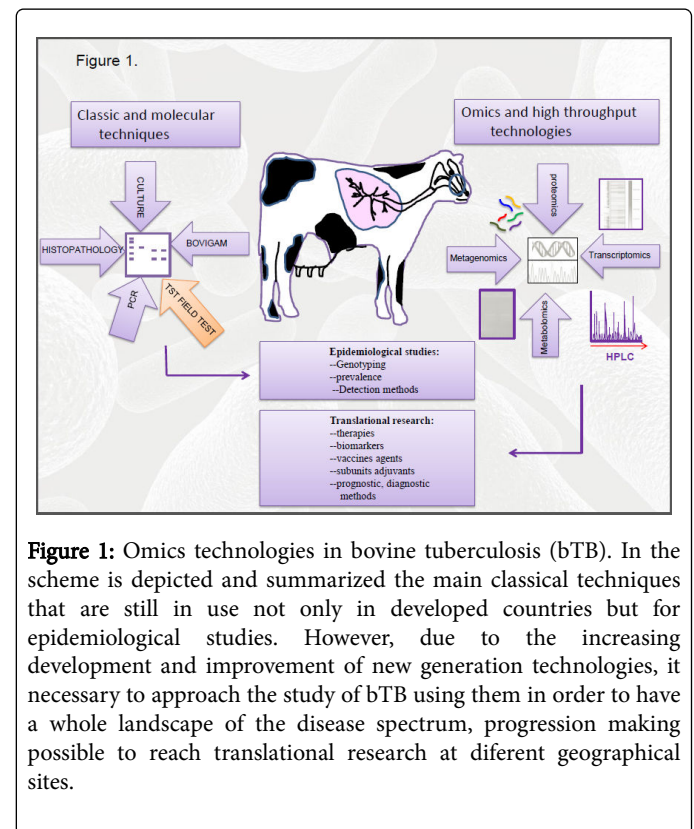 Figure 1.
Classic and molecular
techniques
Omics and high throughput
technologies
CULTURE
HISTOPATHOLOGY
BOVIGAM
PCR
TST FIELD TEST
proteomics
Metagenomics
Transcriptomics
Metabolomics
HPLC
Epidemiological studies:
--Genotyping
--prevalence
--Detection methods
Translational research:
--therapies
--biomarkers
--vaccines agents
--subunits adjuvants
--prognostic, diagnostic
methods
Figure 1: Omics technologies in bovine tuberculosis (bTB). In the
scheme is depicted and summarized the main classical techniques
that are still in use not only in developed countries but for
epidemiological studies. However, due to the increasing
development and improvement of new generation technologies, it
necessary to approach the study of bTB using them in order to have
a whole landscape of the disease spectrum, progression making
possible to reach translational research at diferent geographical
sites.